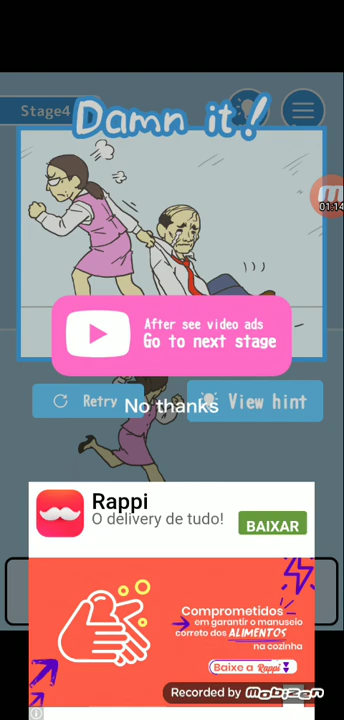 Stage4
Damn it!
01:14
After see video ads
Go to next stage
Retry
No thanks
View hint
Rappi
O delivery de tudo!
BAIXAR
Comprometidos
em garantir o manuseio
correto dos ALIMENTOS
na cozinha
Baixe a Rappi
Recorded by mobizen